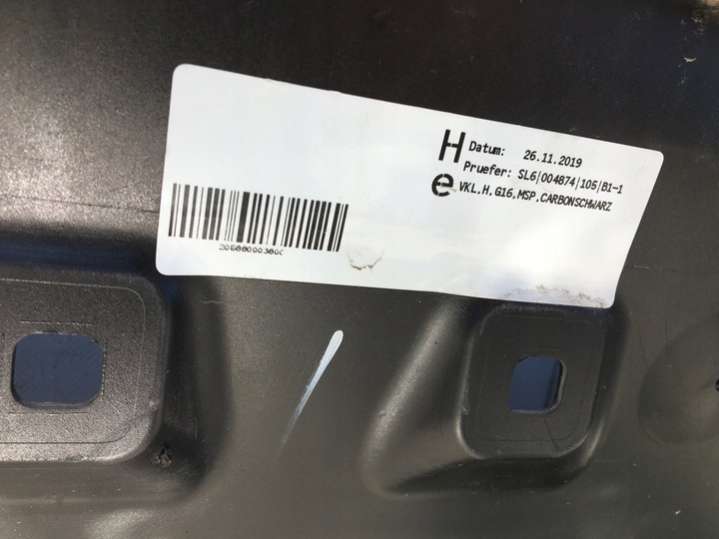 H Datum: 26.11.2019
Pruefer: SL6|004874|105|B1-1
e VKL.H.G16.MSP.CARBONSCHWARZ